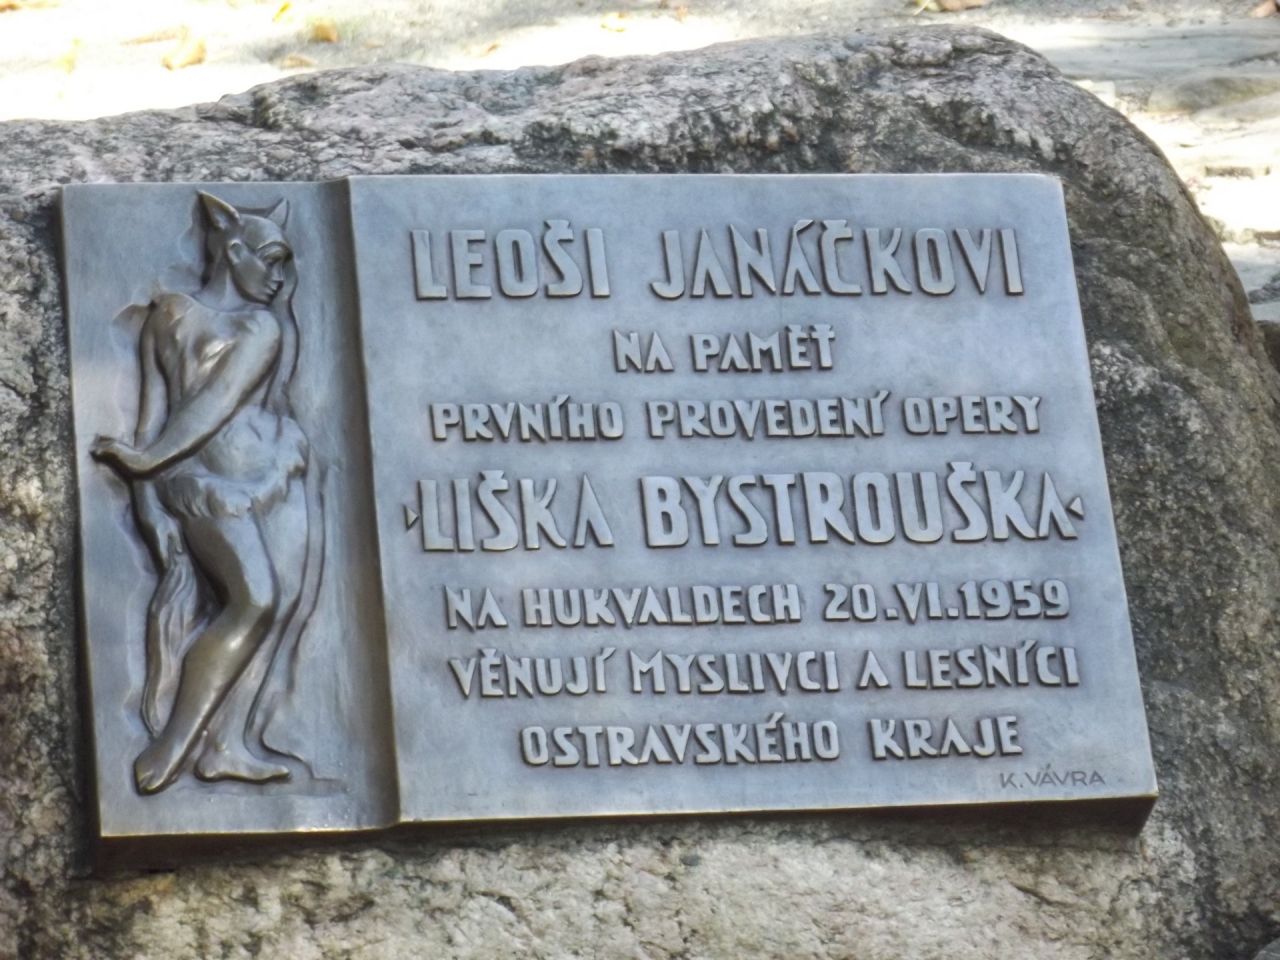 LEOŠI JANÁČKOVI
NA PAMĚŤ
PRVNÍHO PROVEDENÍ OPERY
LIŠKA BYSTROUŠKA
NA HUKVALDECH 20.VI.1959
VĚNUJÍ MYSLIVCI A LESNÍCI
OSTRAVSKÉHO KRAJE
K.VÁVRA